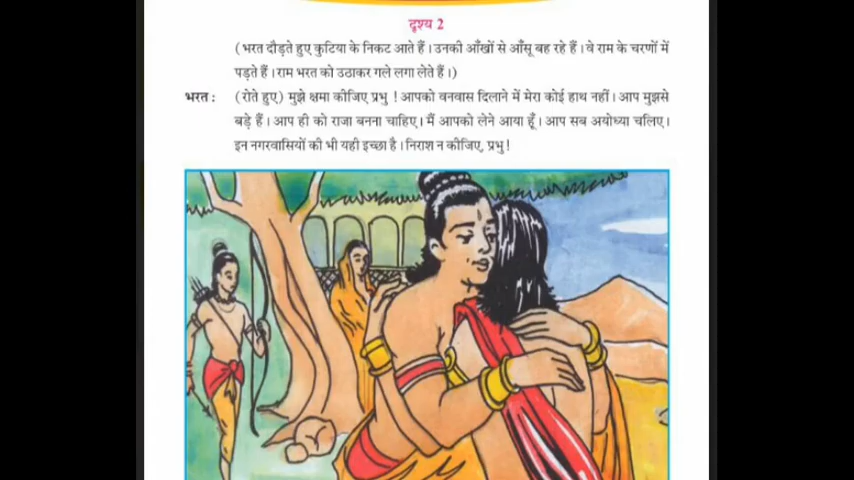 दृश्य 2
(भरत दौड़ते हुए कुटिया के निकट आते हैं। उनकी आँखों से आँसू बह रहे हैं। वे राम के चरणों में
पड़ते हैं। राम भरत को उठाकर गले लगा लेते हैं।)
भरत : (रोते हुए) मुझे क्षमा कीजिए प्रभु ! आपको वनवास दिलाने में मेरा कोई हाथ नहीं। आप मुझसे
बड़े हैं। आप ही को राजा बनना चाहिए। मैं आपको लेने आया हूँ। आप सब अयोध्या चलिए।
इन नगरवासियों की भी यही इच्छा है। निराश न कीजिए, प्रभु !